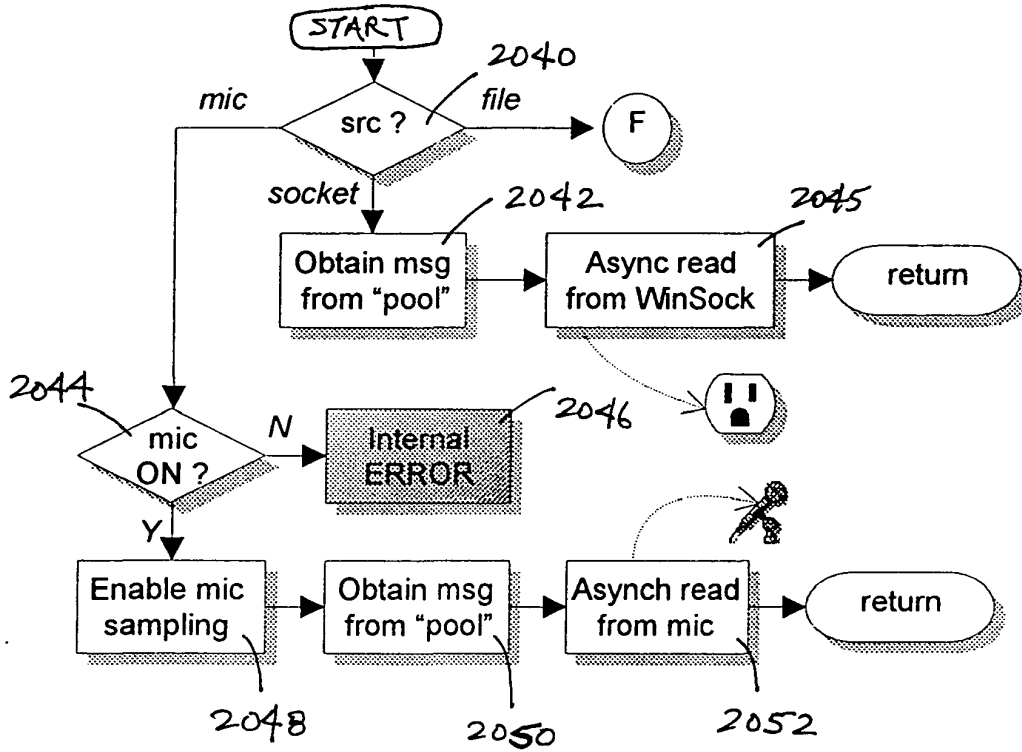 START
2040
mic
src ?
file
F
socket
2042
2045
Obtain msg
from "pool"
Async read
from WinSock
return
2044
mic
ON ?
N
Internal
ERROR
2046
Y
Enable mic
sampling
Obtain msg
from "pool"
Asynch read
from mic
return
2048
2050
2052